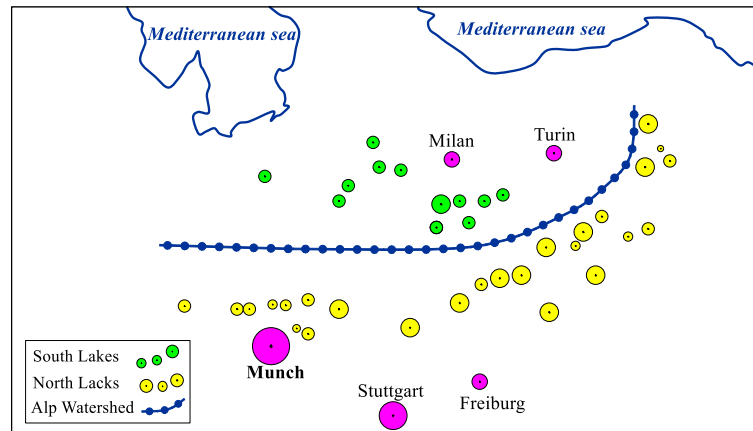 Mediterranean sea
Mediterranean sea
Milan
Turin
South Lakes
North Lacks
Alp Watershed
Munch
Stuttgart
Freiburg